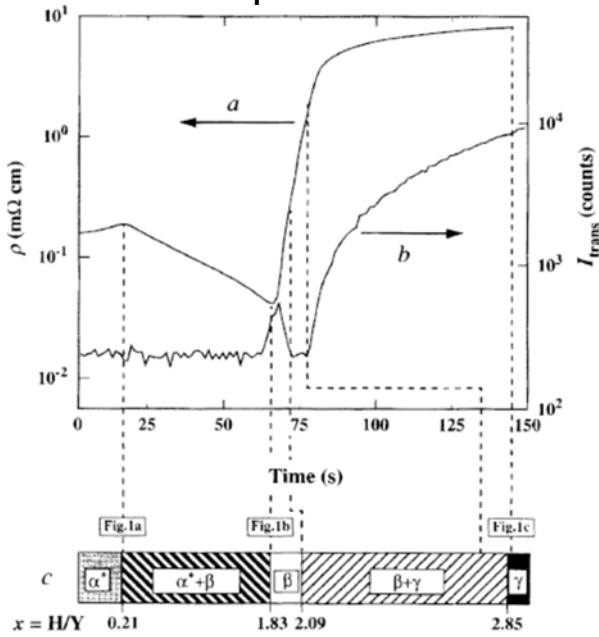 10¹
10⁰
10⁻¹
10⁻²
ρ (mΩ cm)
a
b
10⁴
10³
10²
I_trans (counts)
0 25 50 75 100 125 150
Time (s)
Fig.1a Fig.1b Fig.1c
c α* α*+β β β+γ γ
x = H/Y 0.21 1.83 2.09 2.85